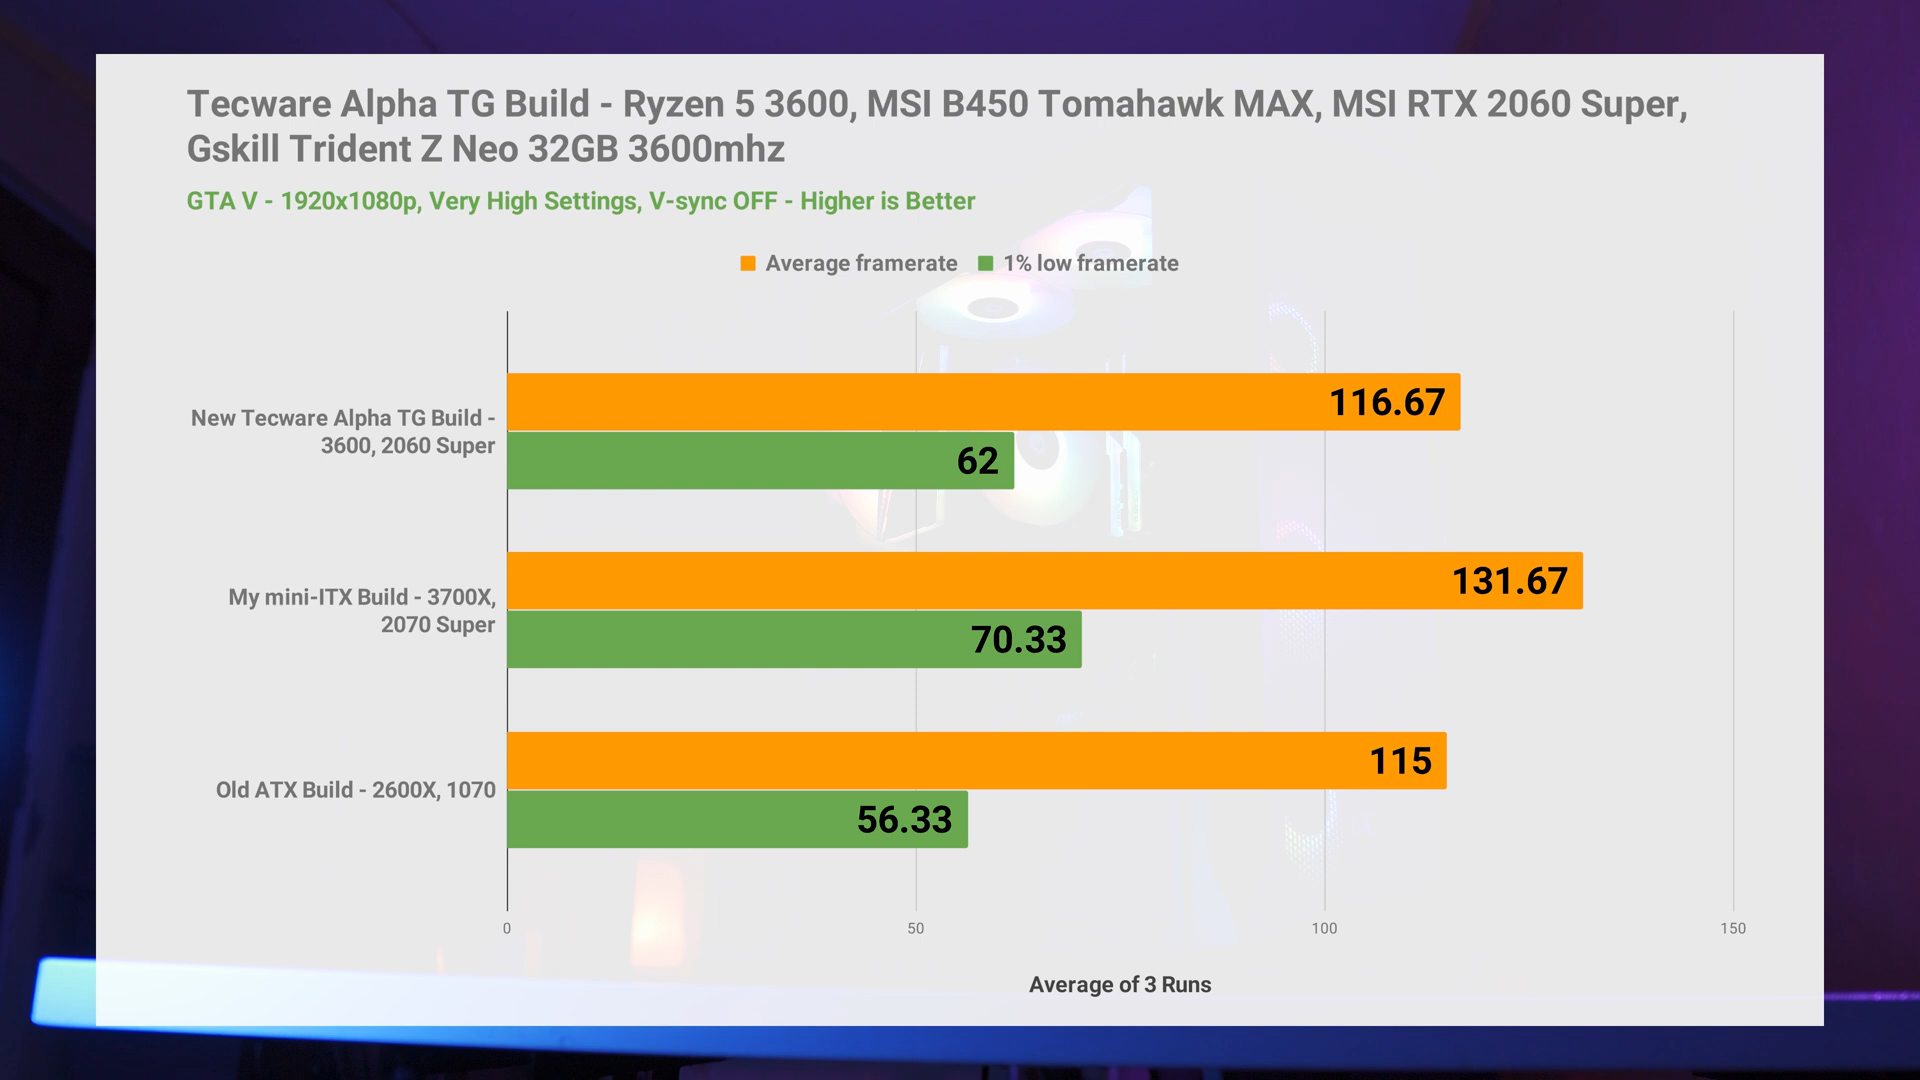 Tecware Alpha TG Build - Ryzen 5 3600, MSI B450 Tomahawk MAX, MSI RTX 2060 Super,
Gskill Trident Z Neo 32GB 3600mhz
GTA V - 1920x1080p, Very High Settings, V-sync OFF - Higher is Better
Average framerate 1% low framerate
New Tecware Alpha TG Build -
3600, 2060 Super
116.67
62
My mini-ITX Build - 3700X,
2070 Super
131.67
70.33
Old ATX Build - 2600X, 1070
115
56.33
0 50 100 150
Average of 3 Runs